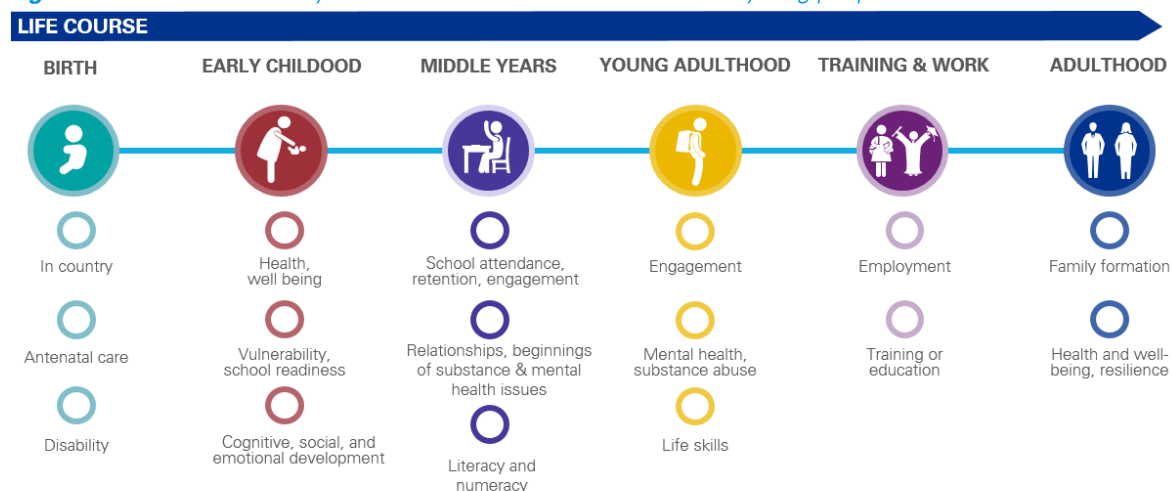 LIFE COURSE
BIRTH
EARLY CHILDOOD
MIDDLE YEARS
YOUNG ADULTHOOD
TRAINING & WORK
ADULTHOOD
In country
Health,
well being
School attendance,
retention, engagement
Engagement
Employment
Family formation
Antenatal care
Vulnerability,
school readiness
Relationships, beginnings
of substance & mental
health issues
Mental health,
substance abuse
Training or
education
Health and well-
being, resilience
Disability
Cognitive, social, and
emotional development
Literacy and
numeracy
Life skills